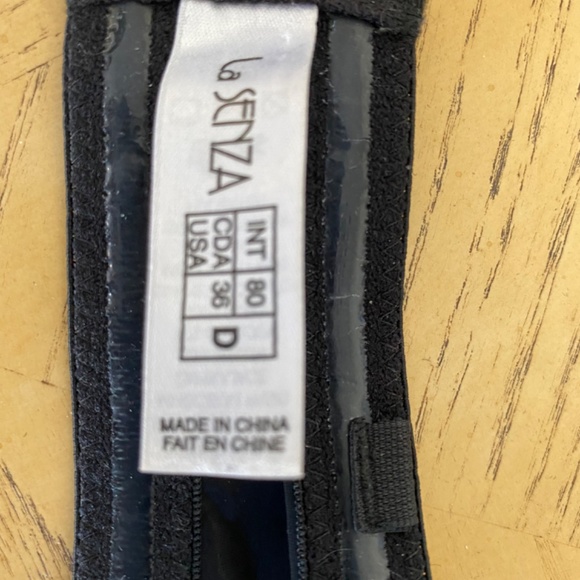 La SENZA
INT 80
CDA 36 D
USA
MADE IN CHINA
FAIT EN CHINE